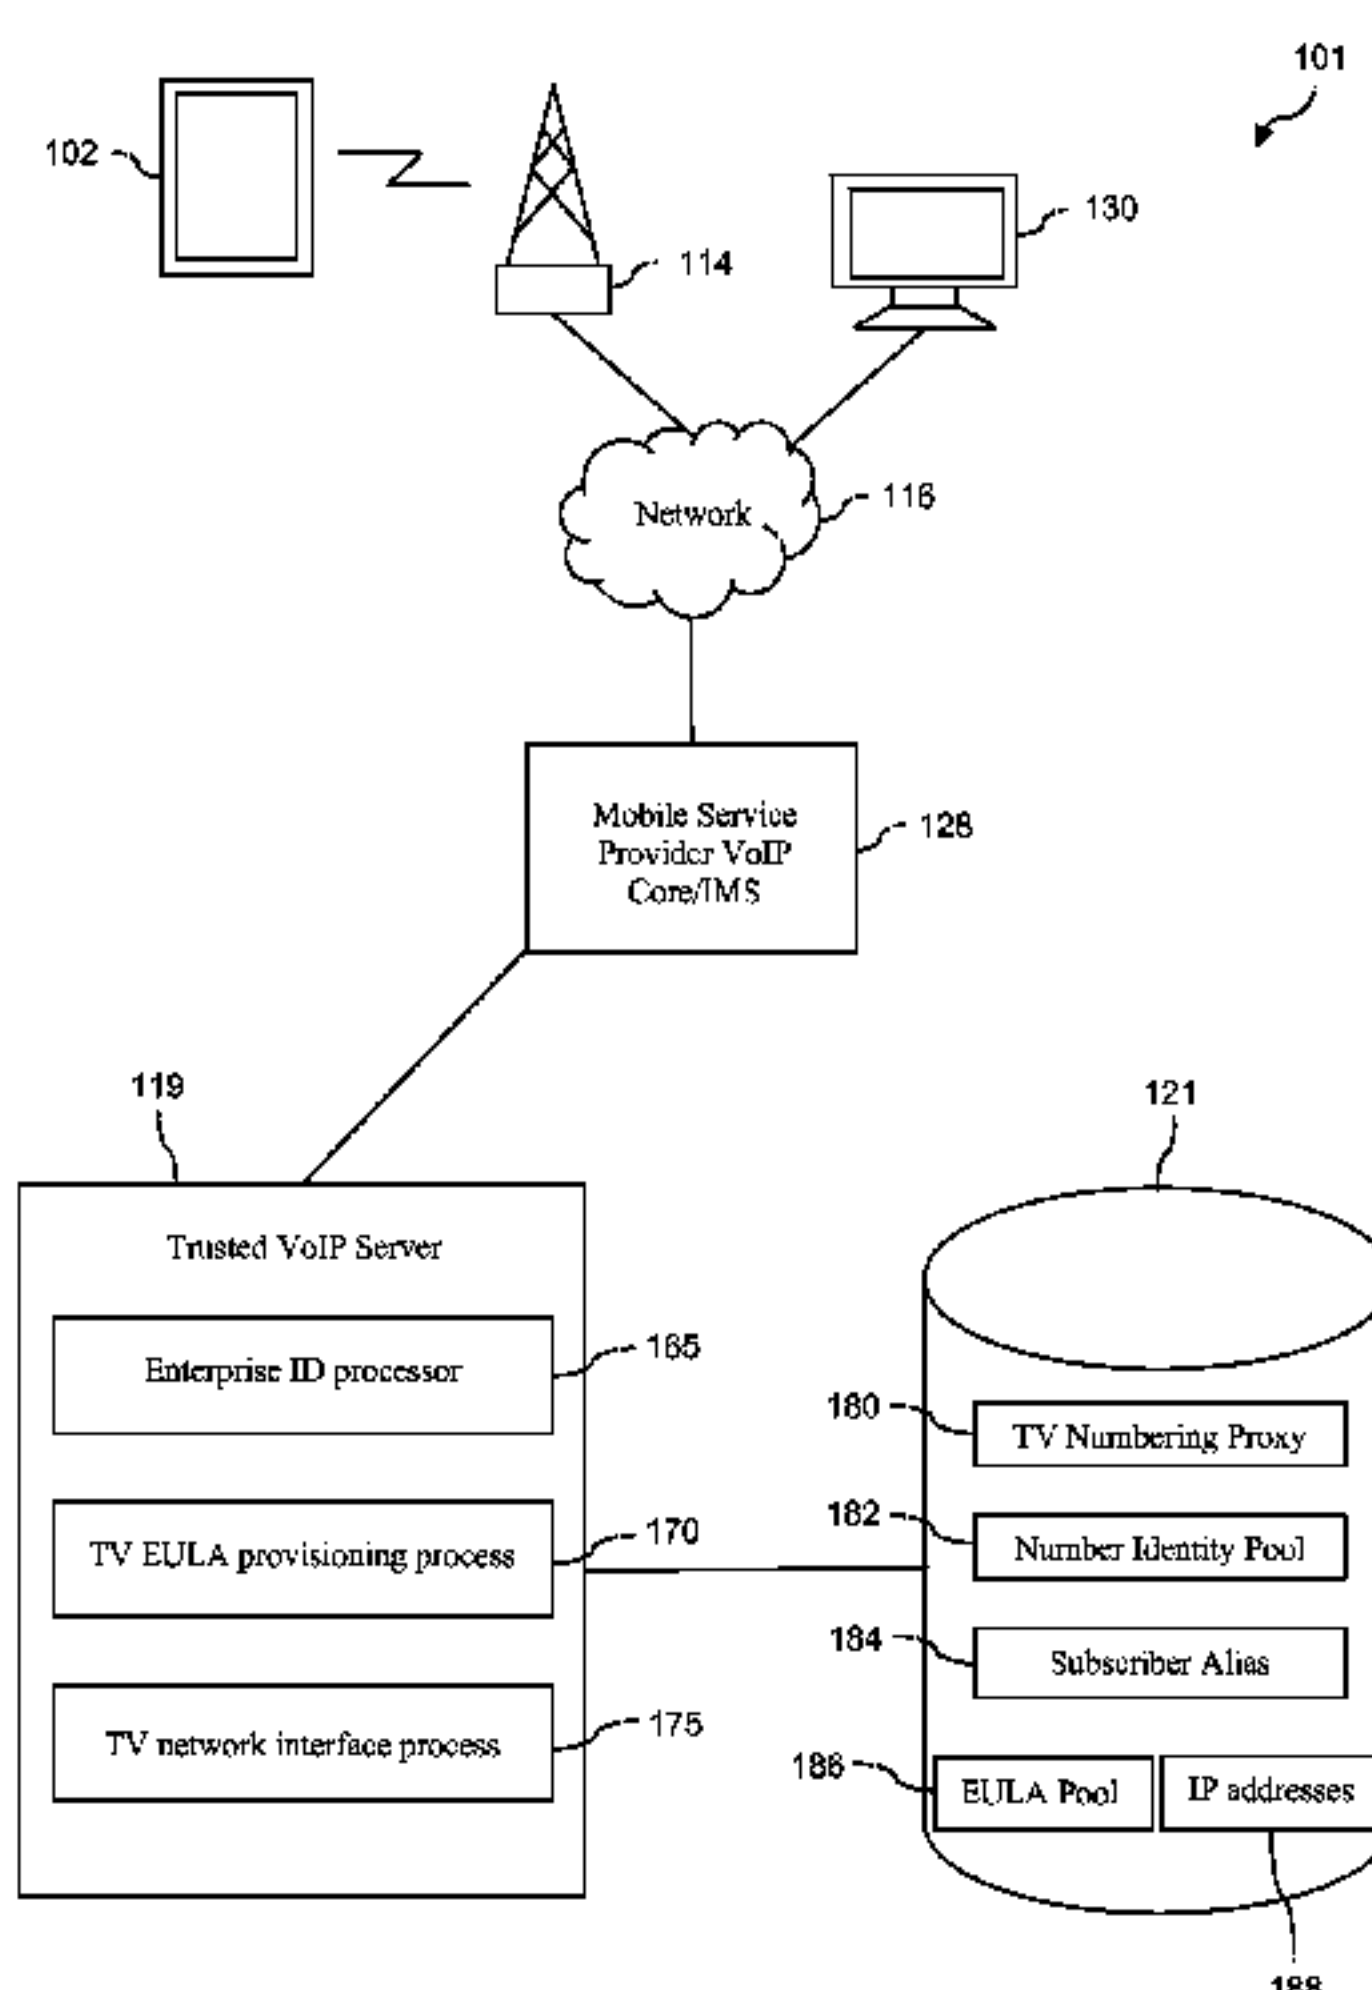 101
102
130
114
Network
116
Mobile Service
Provider VoIP
Core/IMS
128
119
121
Trusted VoIP Server
Enterprise ID processor
165
180
TV Numbering Proxy
TV EULA provisioning process
170
182
Number Identity Pool
184
Subscriber Alias
TV network interface process
175
186
EULA Pool
IP addresses
188